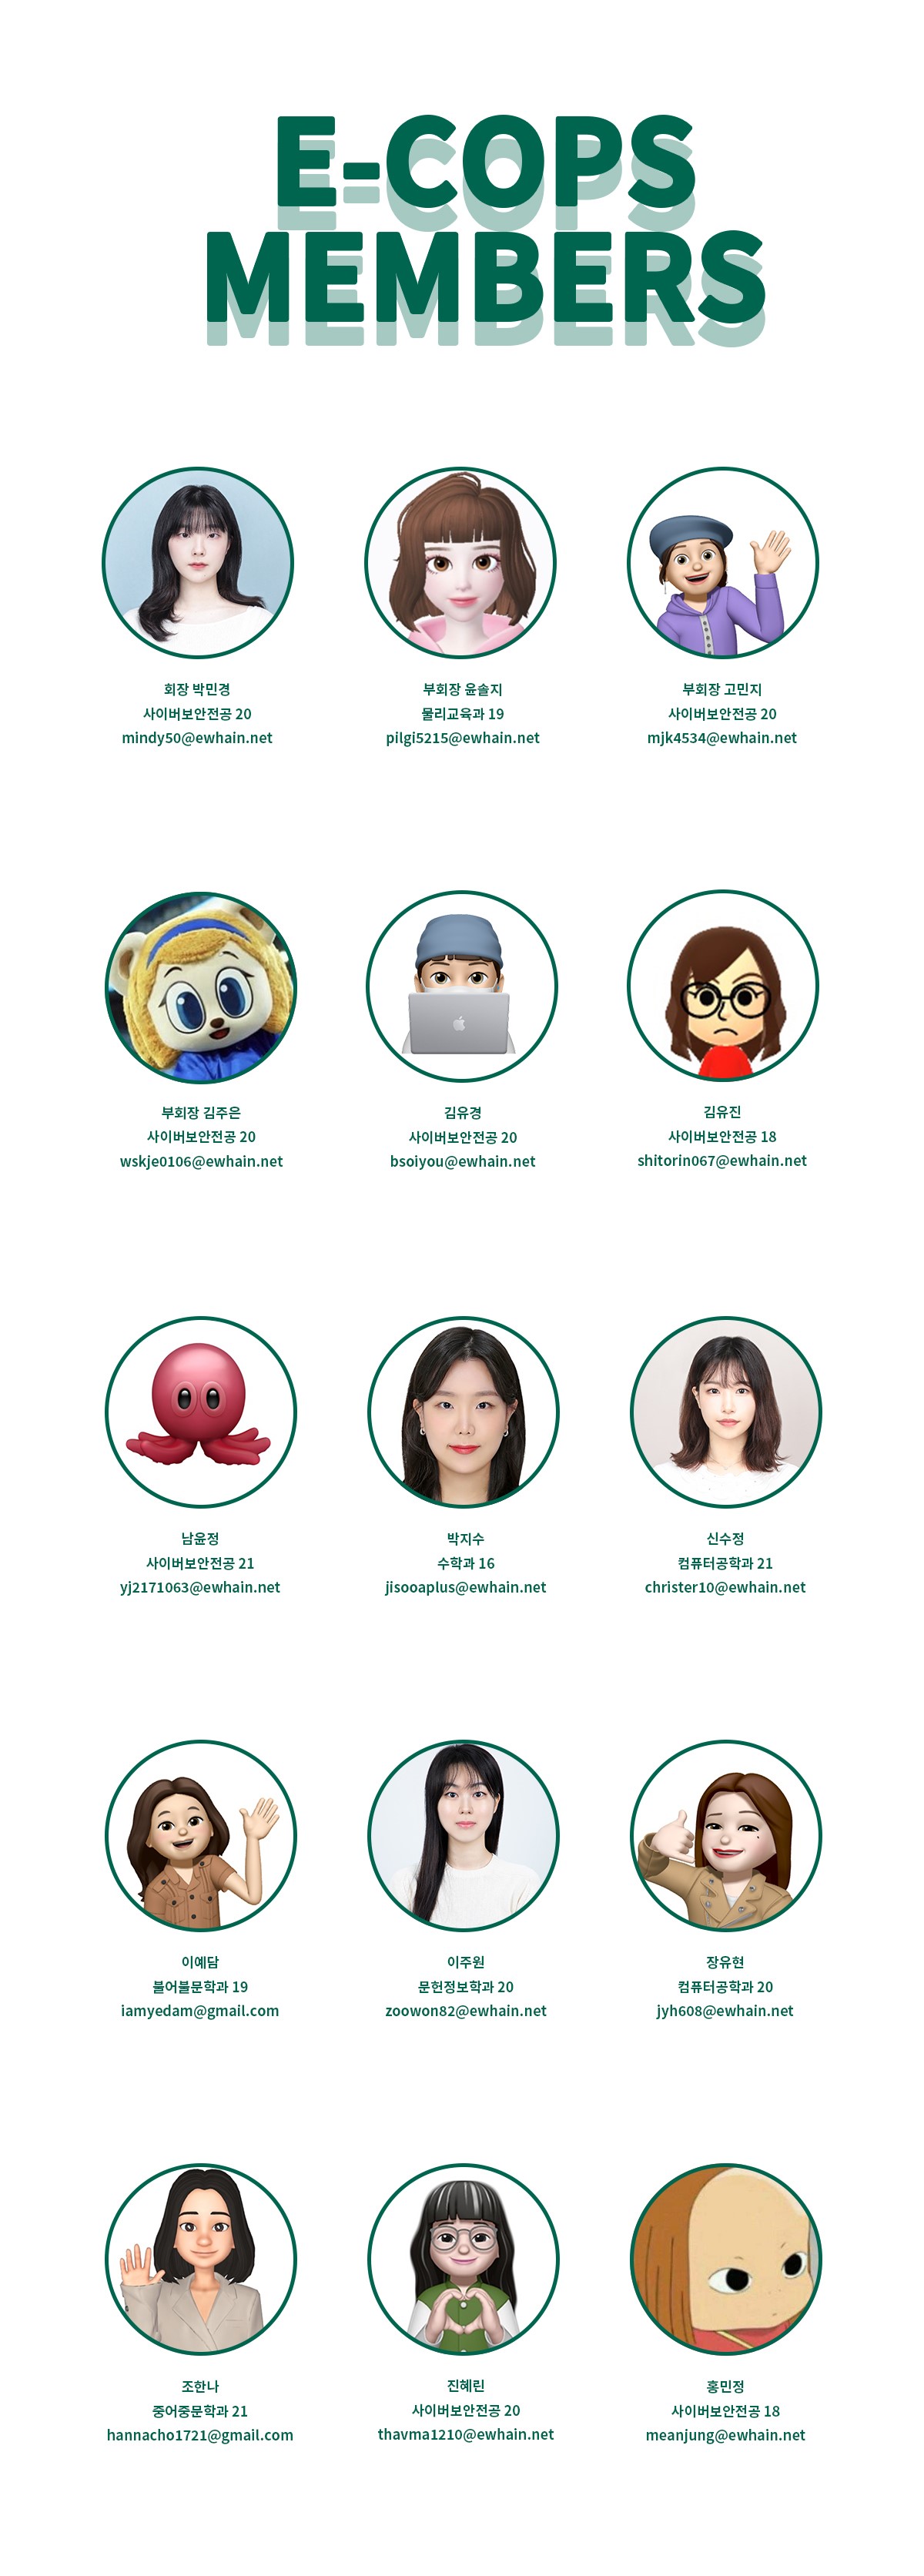 E-COPS
MEMBERS
회장 박민경
사이버보안전공 20
mindy50@ewhain.net
부회장 윤솔지
물리교육과 19
pilgi5215@ewhain.net
부회장 고민지
사이버보안전공 20
mjk4534@ewhain.net
부회장 김주은
사이버보안전공 20
wskje0106@ewhain.net
김유경
사이버보안전공 20
bsoiyou@ewhain.net
김유진
사이버보안전공 18
shitorin067@ewhain.net
남윤정
사이버보안전공 21
yj2171063@ewhain.net
박지수
수학과 16
jisooaplus@ewhain.net
신수정
컴퓨터공학과 21
christer10@ewhain.net
이예담
불어불문학과 19
iamyedam@gmail.com
이주원
문헌정보학과 20
zoowon82@ewhain.net
장유현
컴퓨터공학과 20
jyh608@ewhain.net
조한나
중어중문학과 21
hannacho1721@gmail.com
진혜린
사이버보안전공 20
thavma1210@ewhain.net
홍민정
사이버보안전공 18
meanjung@ewhain.net